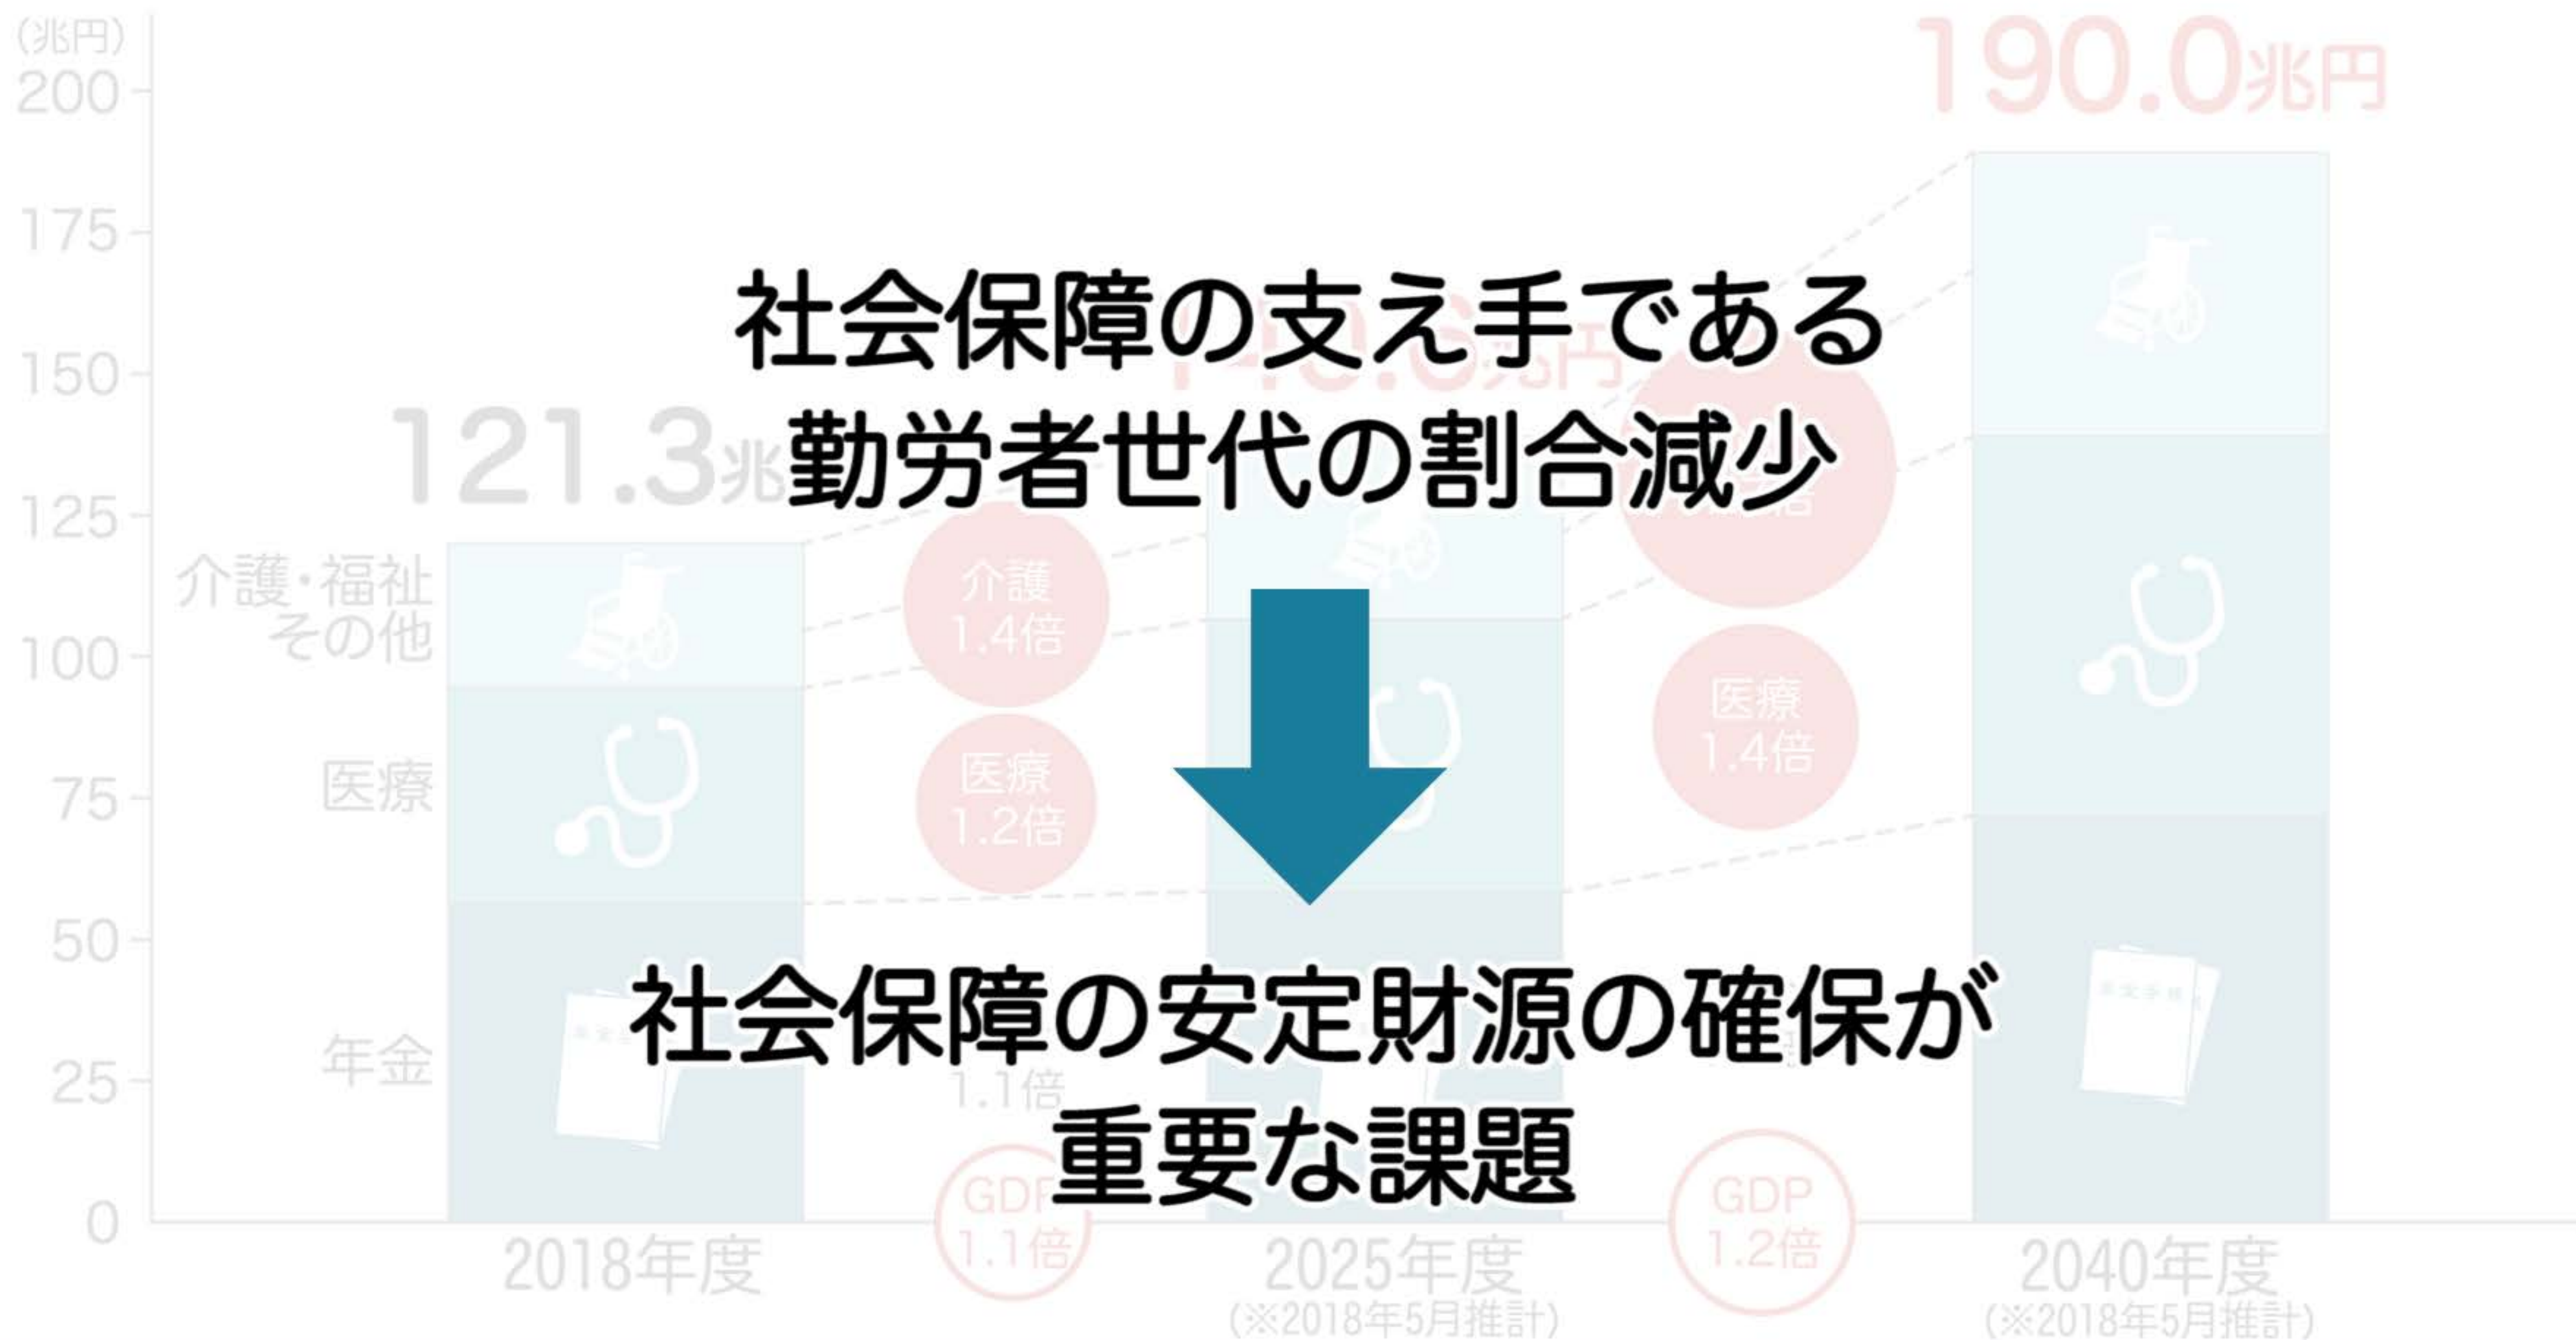 (兆円)
200
175
150
125
100
75
50
25
0
190.0兆円
121.3兆
社会保障の支え手である
勤労者世代の割合減少
社会保障の安定財源の確保が
重要な課題
介護・福祉
その他
医療
年金
介護
1.4倍
医療
1.2倍
1.1倍
GDP
1.1倍
医療
1.4倍
GDP
1.2倍
2018年度
2025年度
(※2018年5月推計)
2040年度
(※2018年5月推計)